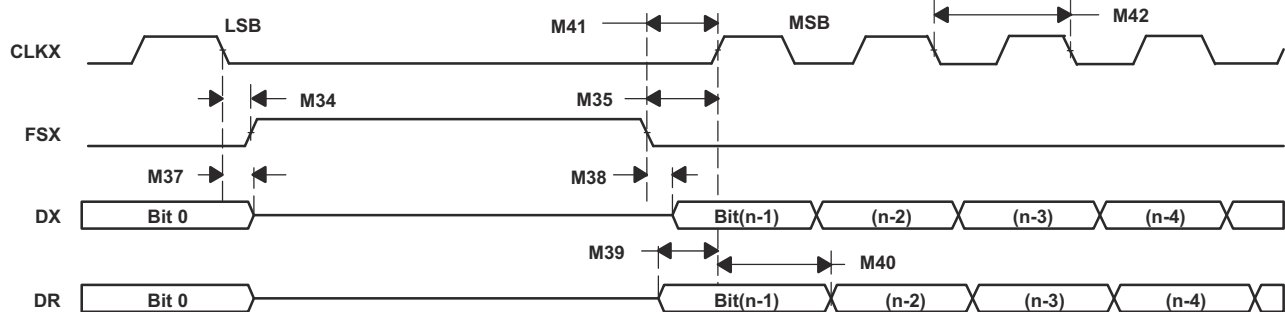 LSB M41 MSB M42
CLKX
M34 M35
FSX
M37 M38
DX Bit 0 Bit(n-1) (n-2) (n-3) (n-4)
M39 M40
DR Bit 0 Bit(n-1) (n-2) (n-3) (n-4)